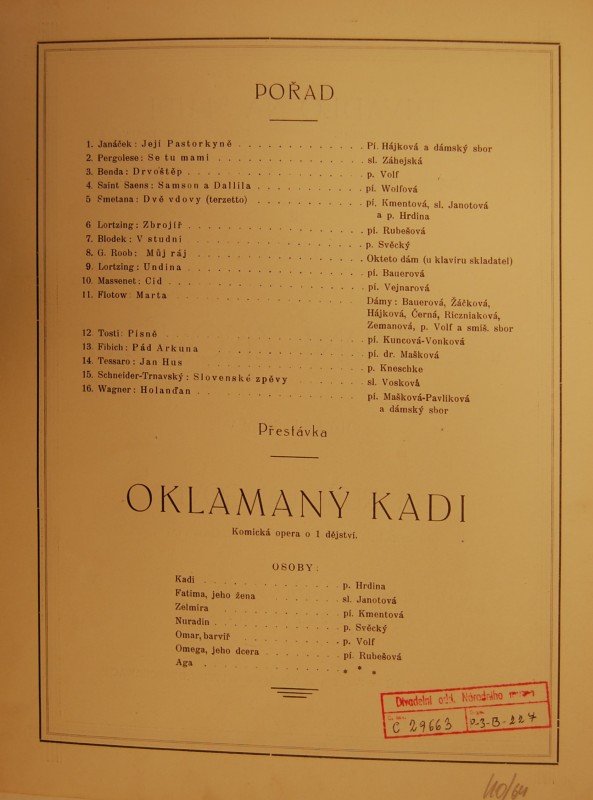 POŘAD
1. Janáček: Její Pastorkyně . . . . . . . . . . Pí. Hájková a dámský sbor
2. Pergolese: Se tu mami . . . . . . . . . . . sl. Záhejská
3. Benda: Drvoštěp . . . . . . . . . . . . . p. Volf
4. Saint Saens: Samson a Dallila . . . . . . . . . pí. Wolfová
5 Smetana: Dvě vdovy (terzetto) . . . . . . . . . pí. Kmentová, sl. Janotová
a p. Hrdina
6 Lortzing: Zbrojíř . . . . . . . . . . . . . pí. Rubešová
7. Blodek: V studni . . . . . . . . . . . . . p. Svěcký
8. G. Roob: Můj ráj . . . . . . . . . . . . . Okteto dám (u klavíru skladatel)
9. Lortzing: Undina . . . . . . . . . . . . . pí. Bauerová
10. Massenet: Cid . . . . . . . . . . . . . . pí. Vejnarová
11. Flotow: Marta . . . . . . . . . . . . . . Dámy: Bauerová, Žáčková,
Hájková, Černá, Riczniaková,
Zemanová, p. Volf a smíš. sbor
12. Tosti: Písně . . . . . . . . . . . . . . pí. Kuncová-Vonková
13. Fibich: Pád Arkuna . . . . . . . . . . . . pí. dr. Mašková
14. Tessaro: Jan Hus . . . . . . . . . . . . . p. Kneschke
15. Schneider-Trnavský: Slovenské zpěvy . . . . . . sl. Vosková
16. Wagner: Holanďan . . . . . . . . . . . . . pí. Mašková-Pavlíková
a dámský sbor
Přestávka
OKLAMANÝ KADI
Komická opera o 1 dějství.
OSOBY:
Kadi . . . . . . . . . . . . p. Hrdina
Fatima, jeho žena . . . . . . . . sl. Janotová
Zelmira . . . . . . . . . . . pí. Kmentová
Nuradin . . . . . . . . . . . p. Svěcký
Omar, barvíř . . . . . . . . . . p. Volf
Omega, jeho dcera . . . . . . . . pí. Rubešová
Aga . . . . . . . . . . . . * * *
Divadelní odd. Národního
C 29663 P-3-B-227